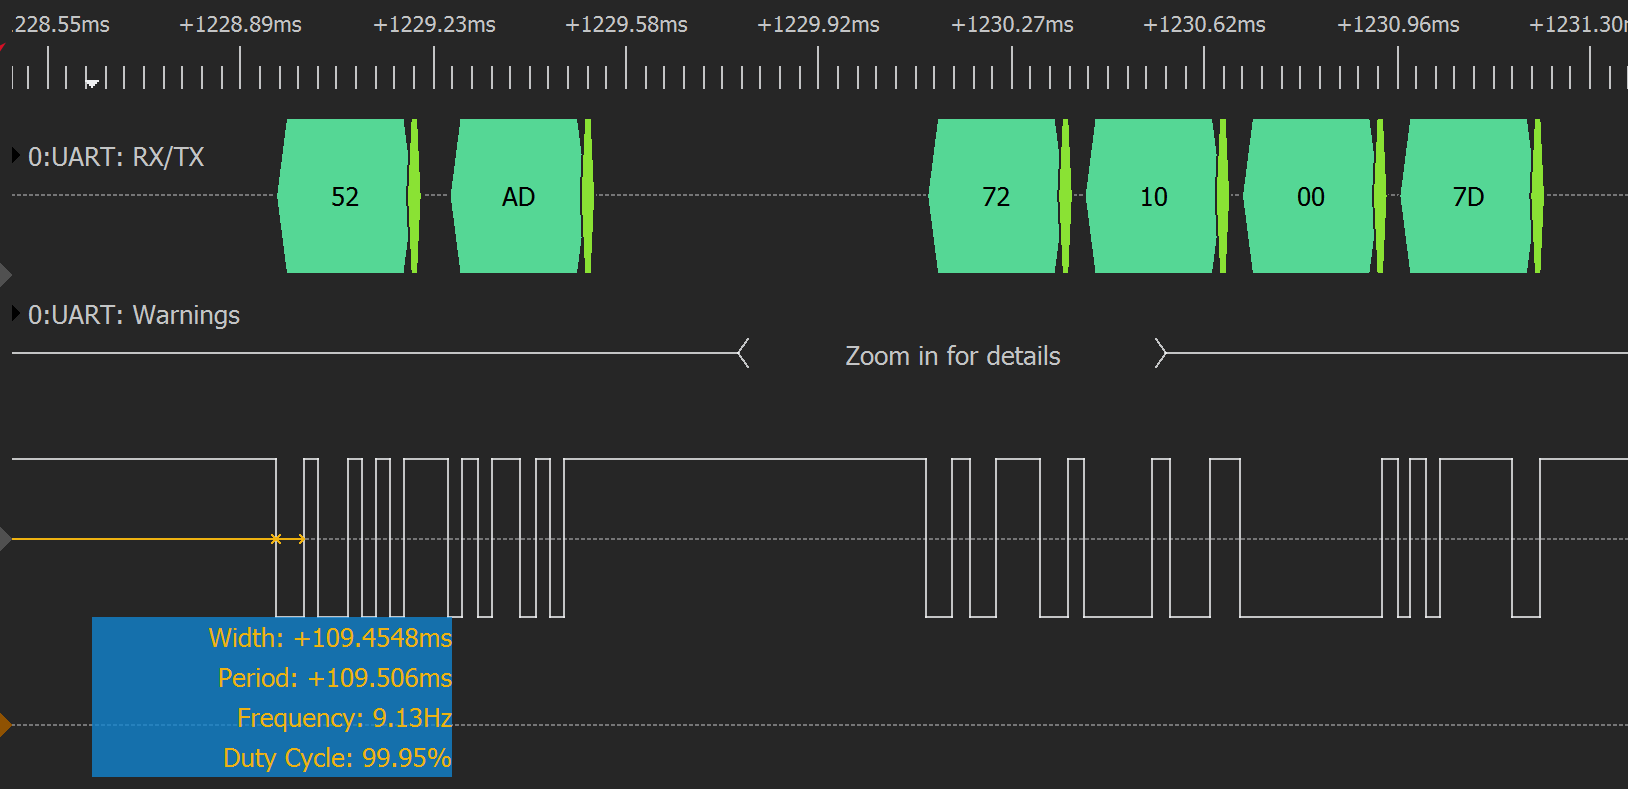 .228.55ms +1228.89ms +1229.23ms +1229.58ms +1229.92ms +1230.27ms +1230.62ms +1230.96ms +1231.30
0:UART: RX/TX
52 AD 72 10 00 7D
0:UART: Warnings
Zoom in for details
Width: +109.4548ms
Period: +109.506ms
Frequency: 9.13Hz
Duty Cycle: 99.95%